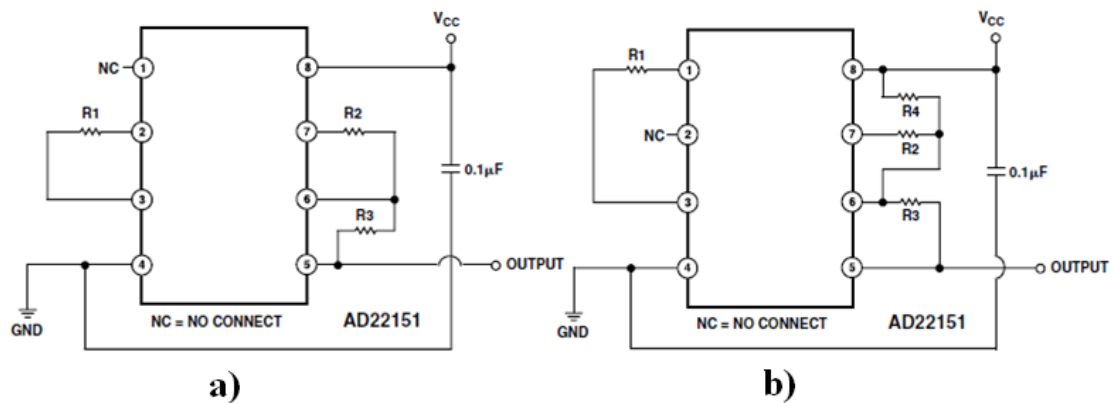 VCC
NC
1
8
R1
R2
2
7
0.1µF
3
6
R3
4
5
OUTPUT
GND
NC = NO CONNECT
AD22151
a)
VCC
R1
1
8
R4
NC
2
7
R2
0.1µF
3
6
R3
4
5
OUTPUT
GND
NC = NO CONNECT
AD22151
b)